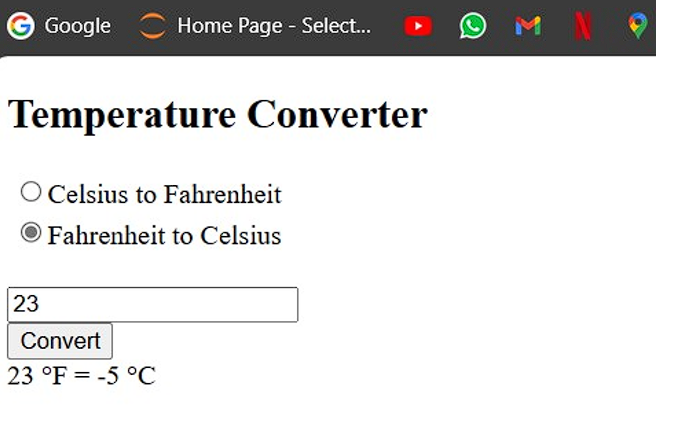 Google Home Page - Select...
Temperature Converter
Celsius to Fahrenheit
Fahrenheit to Celsius
23
Convert
23 °F = -5 °C